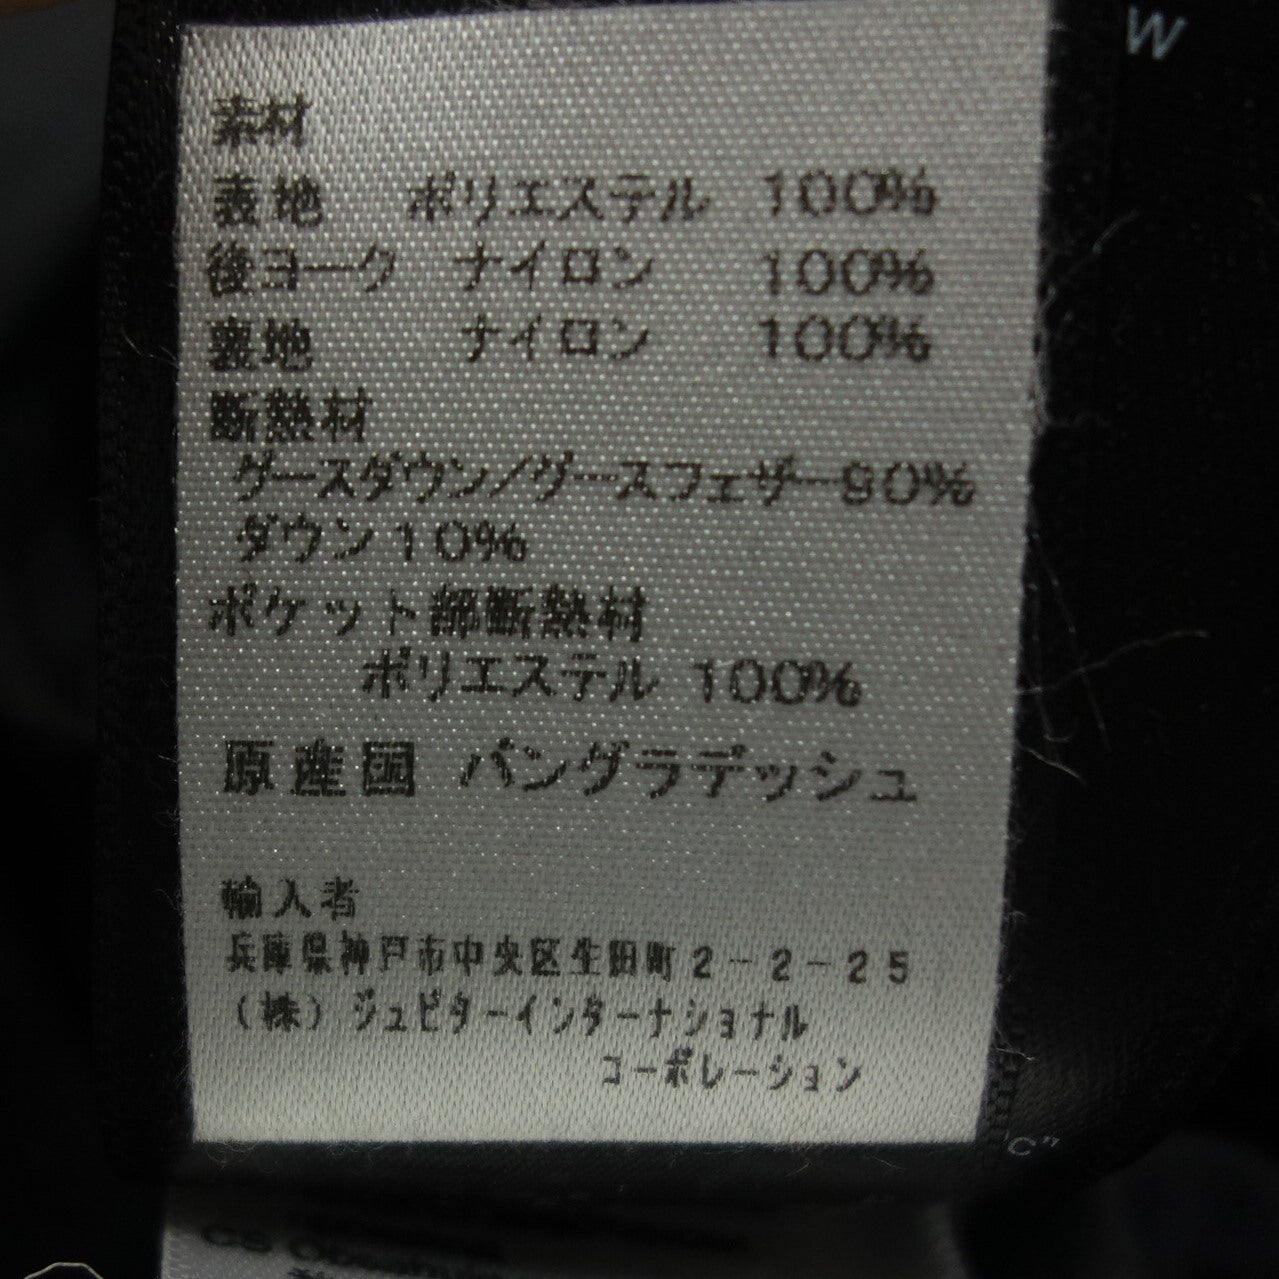 W
素材
表地 ポリエステル 100%
後ヨーク ナイロン 100%
裏地 ナイロン 100%
断熱材
グースダウン/グースフェザー90%
ダウン10%
ポケット部断熱材
ポリエステル 100%
原産国 バングラデッシュ
輸入者
兵庫県神戸市中央区生田町2-2-25
(株)ジュピターインターナショナル
コーポレーション
"C"
CS